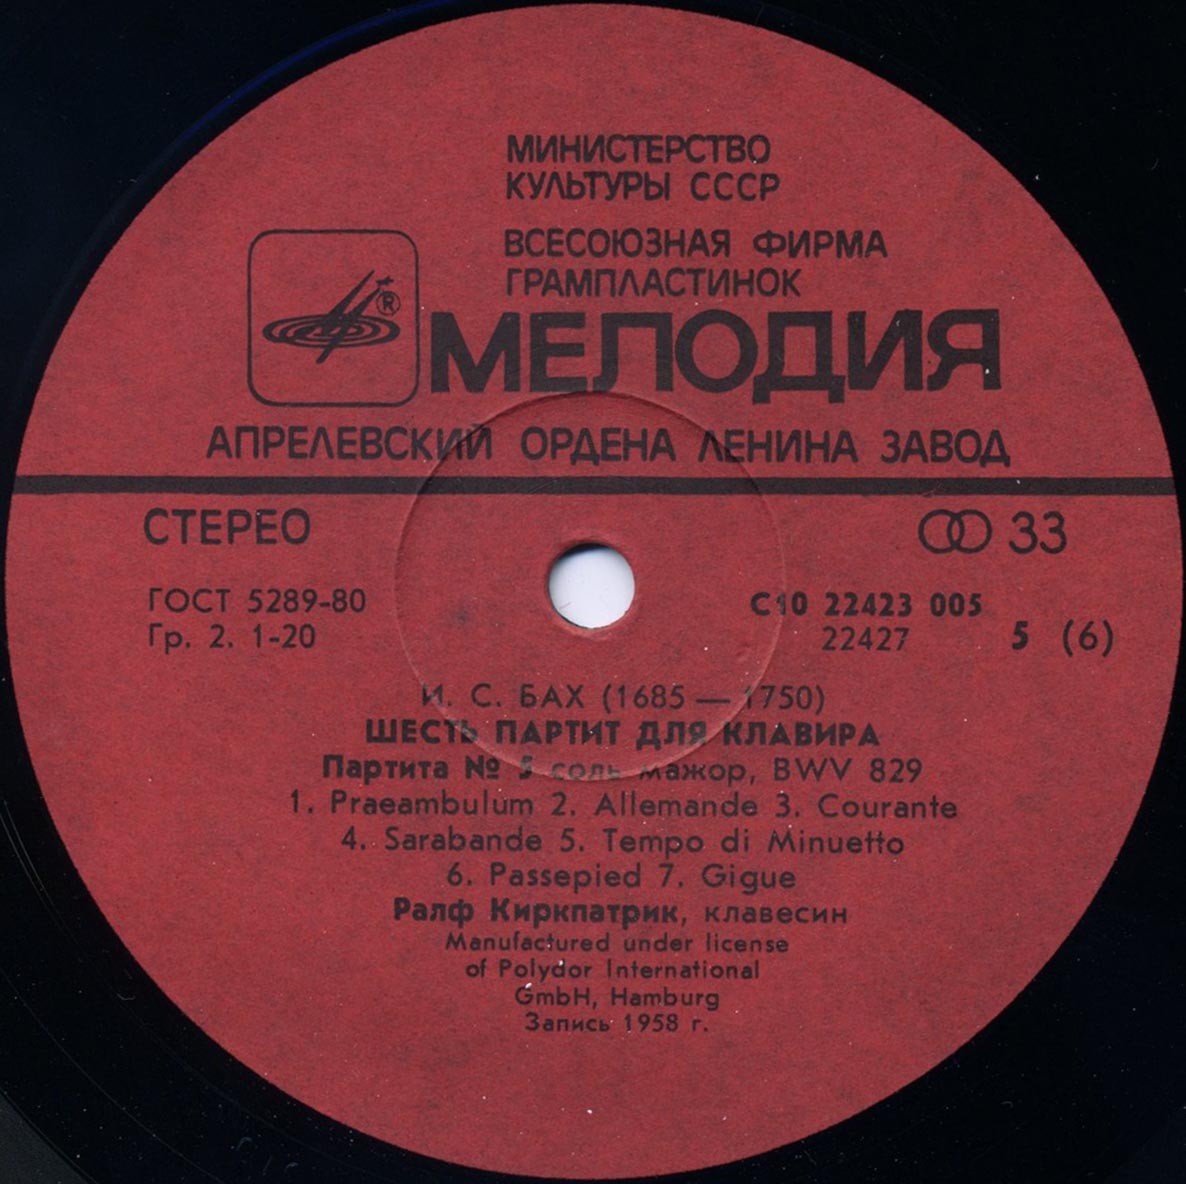 МИНИСТЕРСТВО
КУЛЬТУРЫ СССР
ВСЕСОЮЗНАЯ ФИРМА
ГРАМПЛАСТИНОК
®
МЕЛОДИЯ
АПРЕЛЕВСКИЙ ОРДЕНА ЛЕНИНА ЗАВОД
СТЕРЕО
33
ГОСТ 5289-80
Гр. 2. 1-20
С10 22423 005
22427
5 (6)
И. С. БАХ (1685 — 1750)
ШЕСТЬ ПАРТИТ ДЛЯ КЛАВИРА
Партита № 5 соль мажор, BWV 829
1. Praeambulum 2. Allemande 3. Courante
4. Sarabande 5. Tempo di Minuetto
6. Passepied 7. Gigue
Ралф Киркпатрик, клавесин
Manufactured under license
of Polydor International
GmbH, Hamburg
Запись 1958 г.